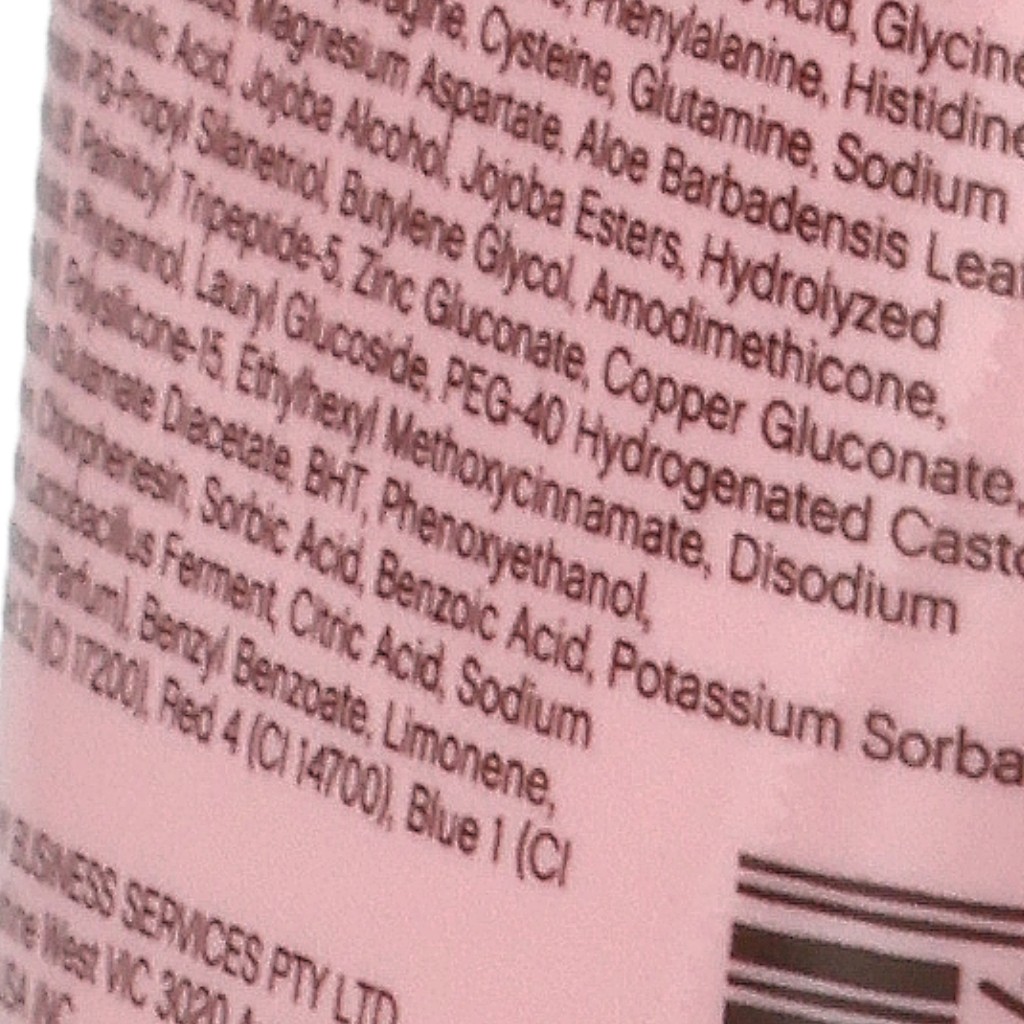 Acid, Glycine
Phenylalanine, Histidine
Cysteine, Glutamine, Sodium
Magnesium Aspartate, Aloe Barbadensis Leaf
Acid, Jojoba Alcohol, Jojoba Esters, Hydrolyzed
PG-Propyl Silanetriol, Butylene Glycol, Amodimethicone,
Palmitoyl Tripeptide-5, Zinc Gluconate, Copper Gluconate,
Lauryl Glucoside, PEG-40 Hydrogenated Casto
Polysilicone-15, Ethylhexyl Methoxycinnamate, Disodium
Glutamate Diacetate, BHT, Phenoxyethanol,
Chlorphenesin, Sorbic Acid, Benzoic Acid, Potassium Sorba
Lactobacillus Ferment, Citric Acid, Sodium
Parfum), Benzyl Benzoate, Limonene,
(CI 17200), Red 4 (CI 14700), Blue 1 (CI
BUSINESS SERVICES PTY LTD
West VIC 3020
INC